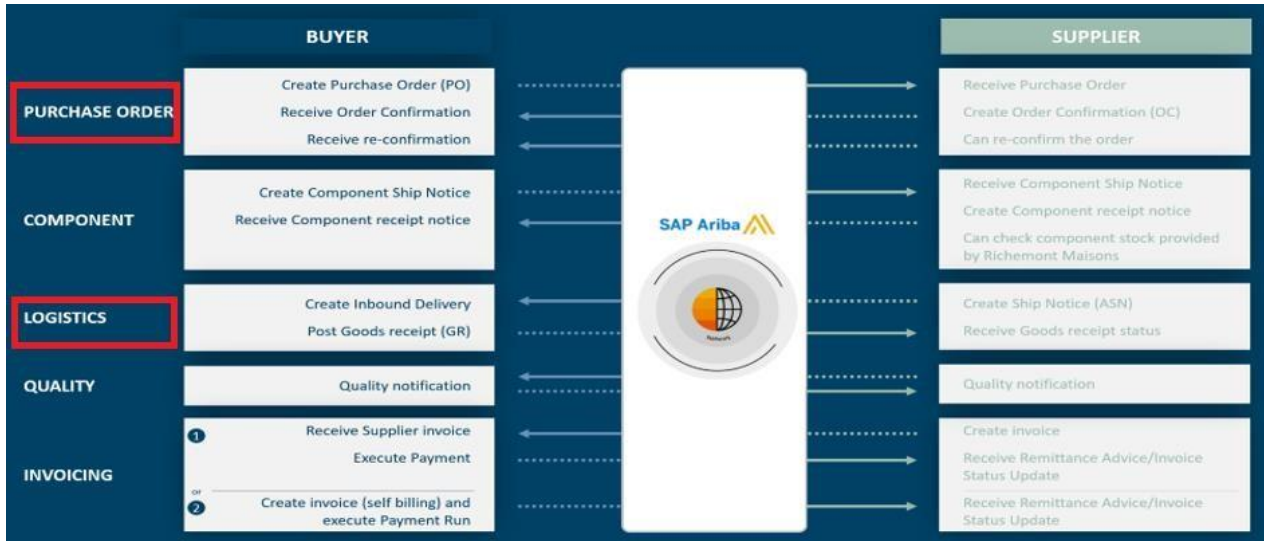 BUYER
SUPPLIER
PURCHASE ORDER
Create Purchase Order (PO)
Receive Order Confirmation
Receive re-confirmation
Receive Purchase Order
Create Order Confirmation (OC)
Can re-confirm the order
COMPONENT
Create Component Ship Notice
Receive Component receipt notice
SAP Ariba
Receive Component Ship Notice
Create Component receipt notice
Can check component stock provided
by Richemont Maisons
LOGISTICS
Create Inbound Delivery
Post Goods receipt (GR)
Create Ship Notice (ASN)
Receive Goods receipt status
QUALITY
Quality notification
Quality notification
INVOICING
1
Receive Supplier invoice
Execute Payment
or
2
Create invoice (self billing) and
execute Payment Run
Create invoice
Receive Remittance Advice/Invoice
Status Update
Receive Remittance Advice/Invoice
Status Update